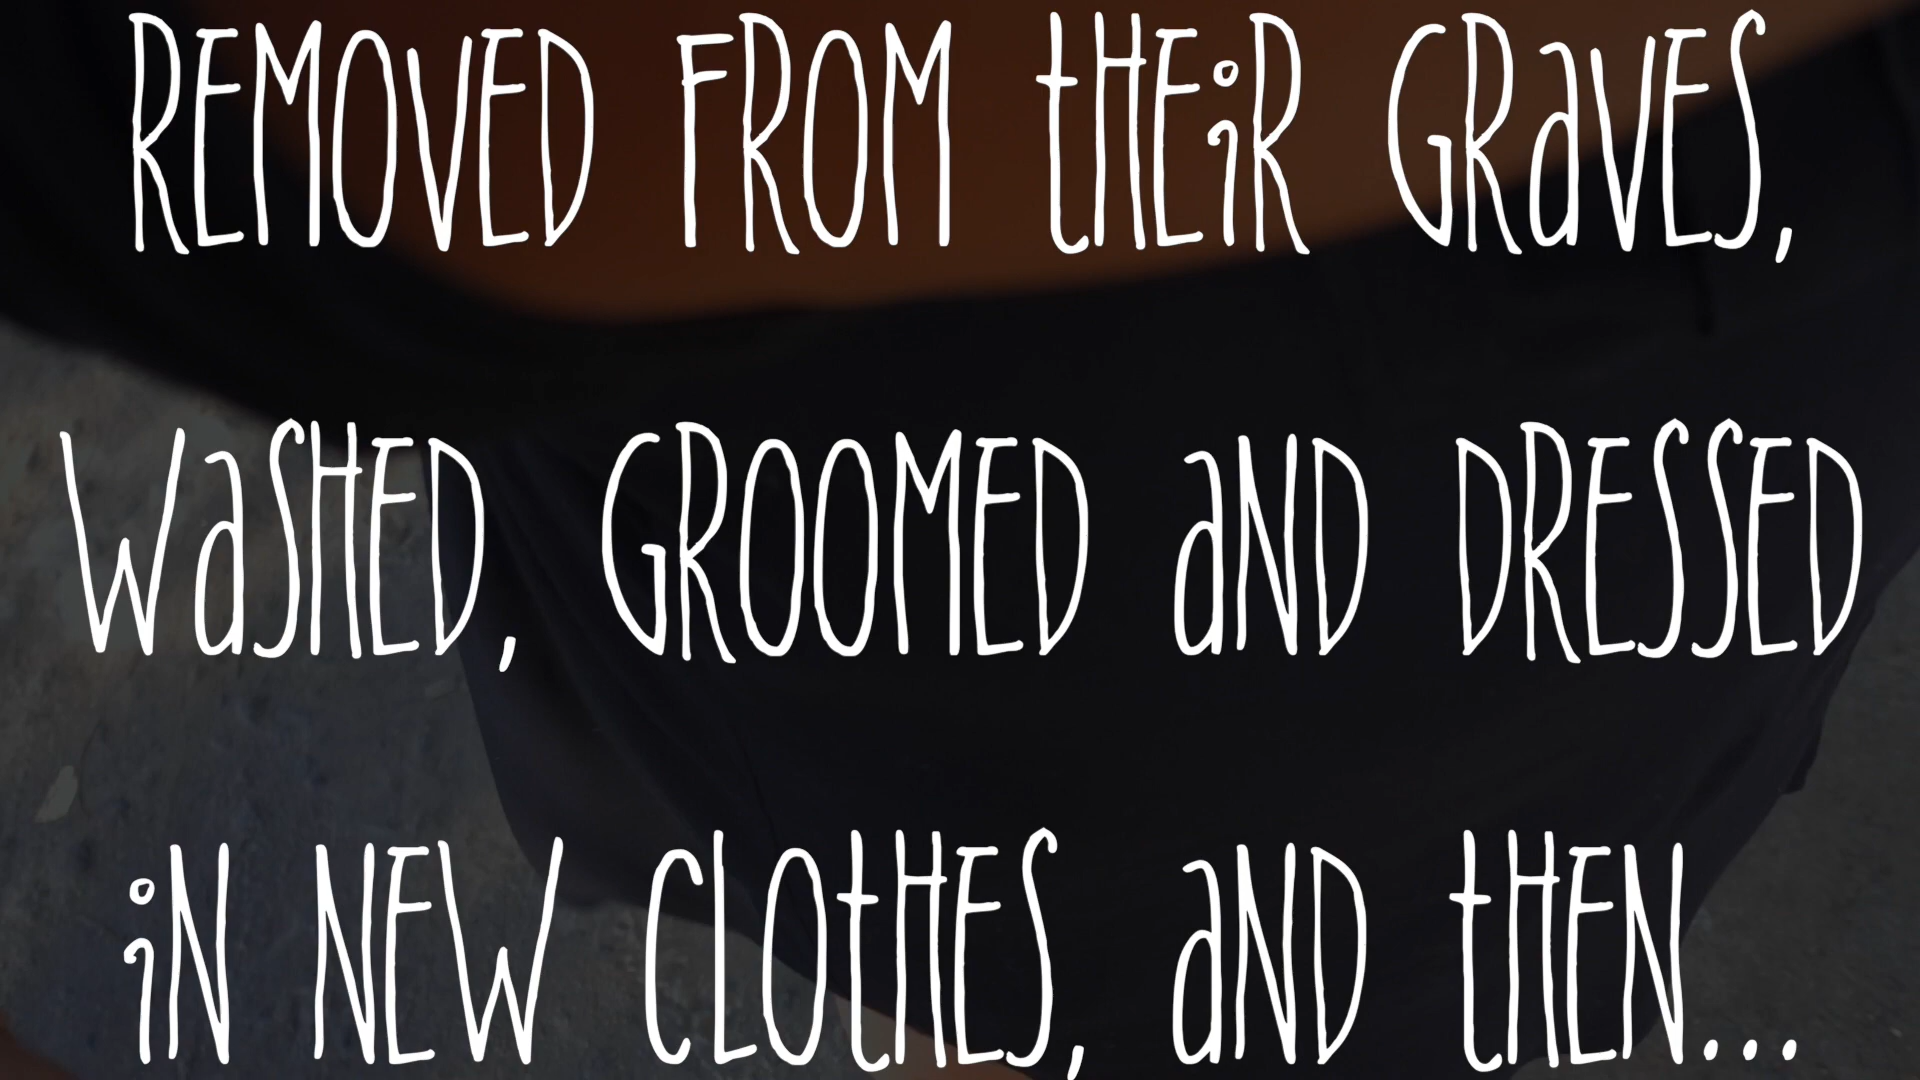 REMOVED FROM tHEiR GRaVES,
WaSHED, GROOMED aND DRESSED
iN NEW CLOtHES, aND tHEN...